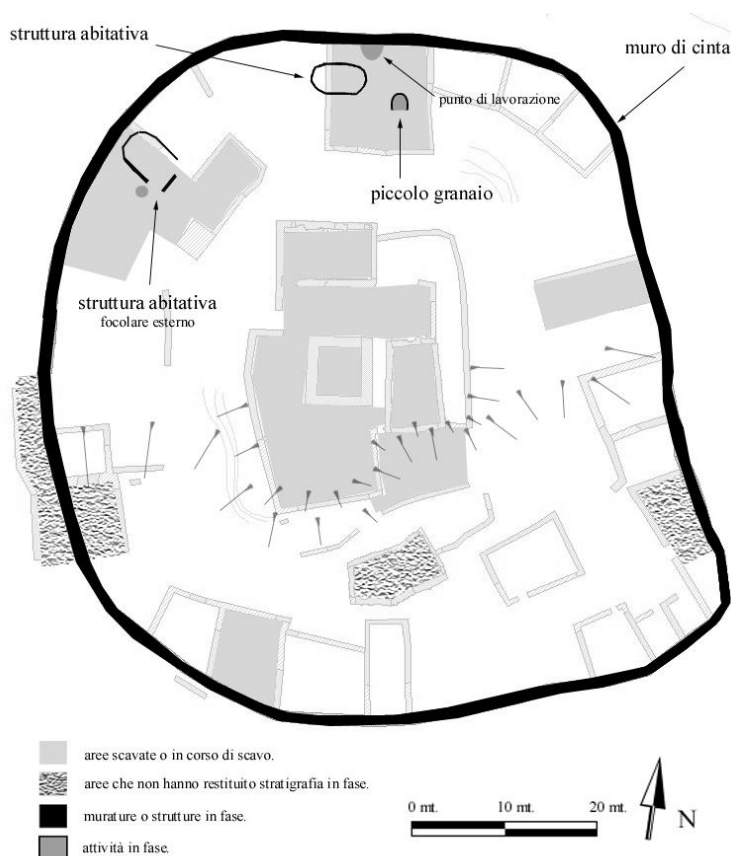 struttura abitativa
muro di cinta
punto di lavorazione
piccolo granaio
struttura abitativa
focolare esterno
aree scavate o in corso di scavo.
aree che non hanno restituito stratigrafia in fase.
murature o strutture in fase.
attività in fase.
0 mt. 10 mt. 20 mt.
N